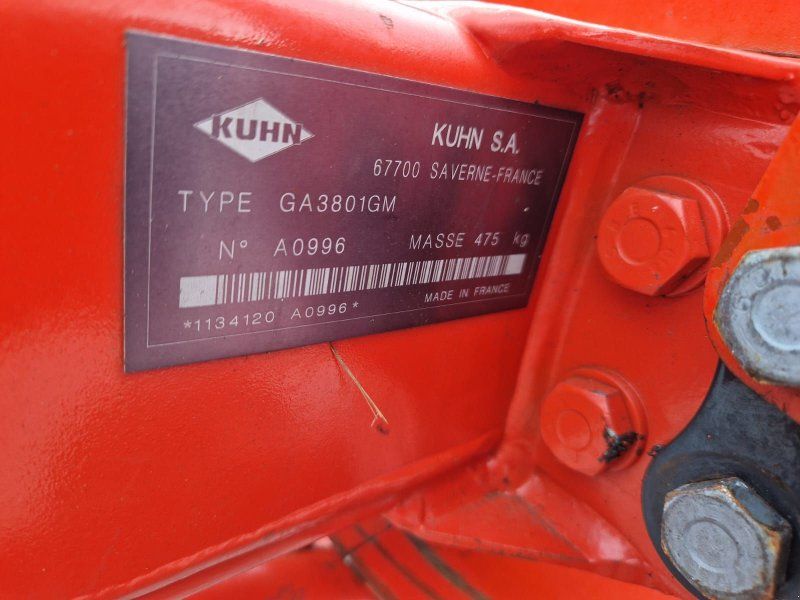 KUHN
KUHN S.A.
67700 SAVERNE-FRANCE
TYPE GA3801GM
N° A0996 MASSE 475 kg
*1134120 A0996*
MADE IN FRANCE